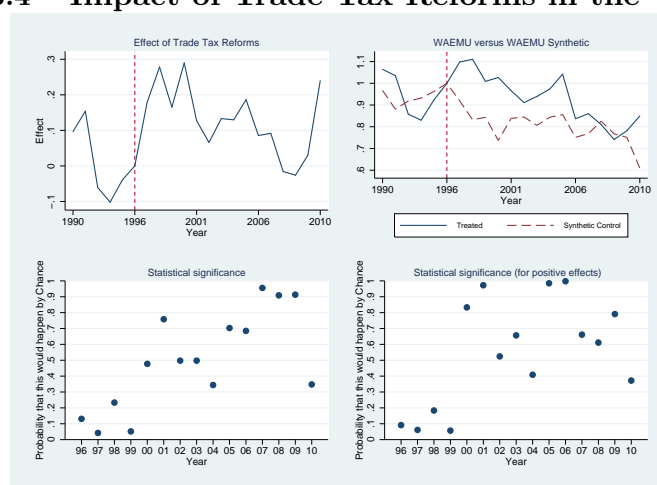 Impact of Trade Tax Reforms in the
Effect of Trade Tax Reforms
Effect
-.1 0 .1 .2 .3
1990 1996 2001 2006 2010
Year
WAEMU versus WAEMU Synthetic
.6 .7 .8 .9 1 1.1
1990 1996 2001 2006 2010
Year
Treated Synthetic Control
Statistical significance
Probability that this would happen by Chance
0 .1 .2 .3 .4 .5 .6 .7 .8 .9 1
96 97 98 99 00 01 02 03 04 05 06 07 08 09 10
Year
Statistical significance (for positive effects)
Probability that this would happen by Chance
0 .1 .2 .3 .4 .5 .6 .7 .8 .9 1
96 97 98 99 00 01 02 03 04 05 06 07 08 09 10
Year